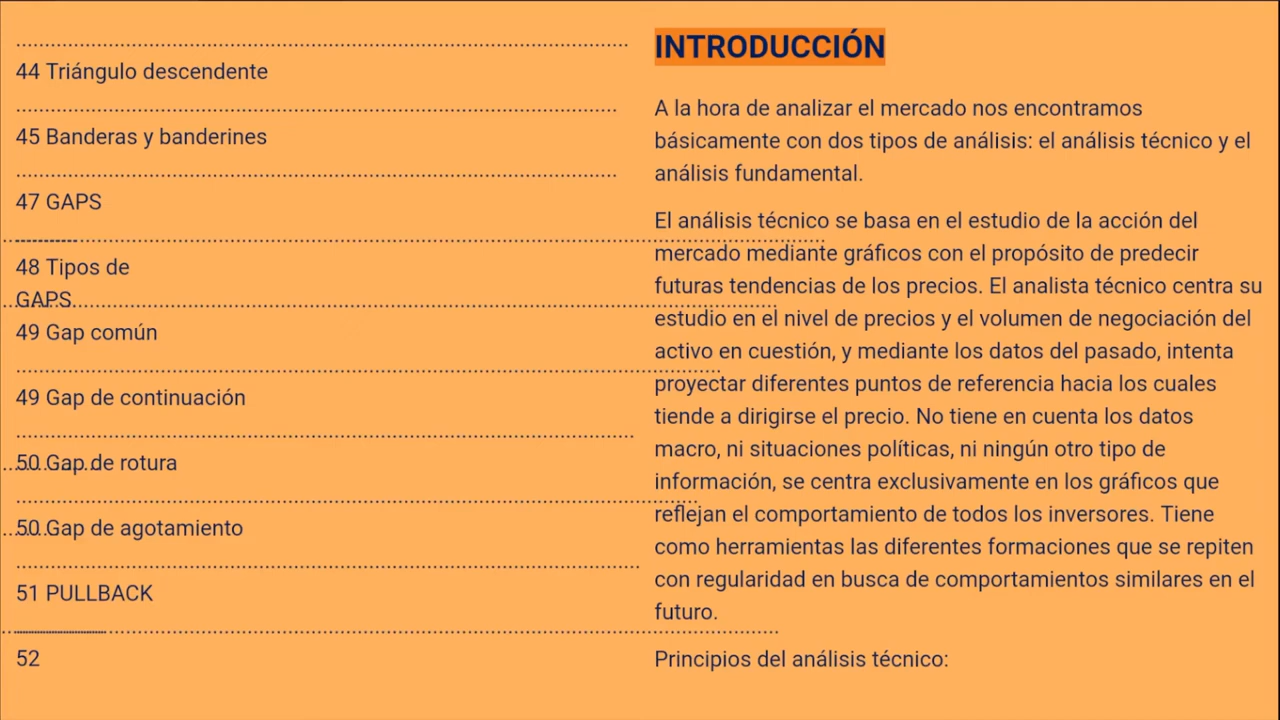 44 Triángulo descendente
45 Banderas y banderines
47 GAPS
48 Tipos de
GAPS
49 Gap común
49 Gap de continuación
50 Gap de rotura
50 Gap de agotamiento
51 PULLBACK
52
INTRODUCCIÓN
A la hora de analizar el mercado nos encontramos
básicamente con dos tipos de análisis: el análisis técnico y el
análisis fundamental.
El análisis técnico se basa en el estudio de la acción del
mercado mediante gráficos con el propósito de predecir
futuras tendencias de los precios. El analista técnico centra su
estudio en el nivel de precios y el volumen de negociación del
activo en cuestión, y mediante los datos del pasado, intenta
proyectar diferentes puntos de referencia hacia los cuales
tiende a dirigirse el precio. No tiene en cuenta los datos
macro, ni situaciones políticas, ni ningún otro tipo de
información, se centra exclusivamente en los gráficos que
reflejan el comportamiento de todos los inversores. Tiene
como herramientas las diferentes formaciones que se repiten
con regularidad en busca de comportamientos similares en el
futuro.
Principios del análisis técnico: